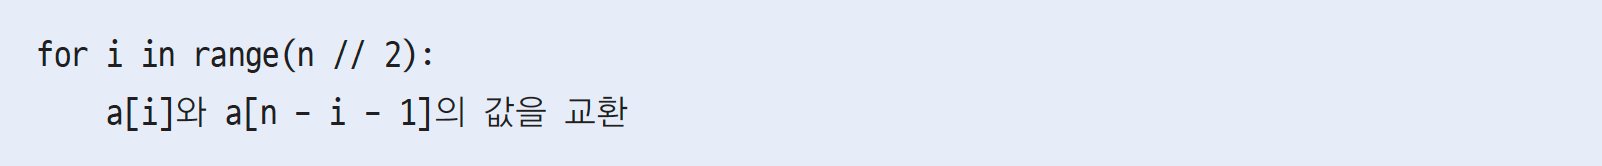 for i in range(n // 2):
    a[i]와 a[n - i - 1]의 값을 교환